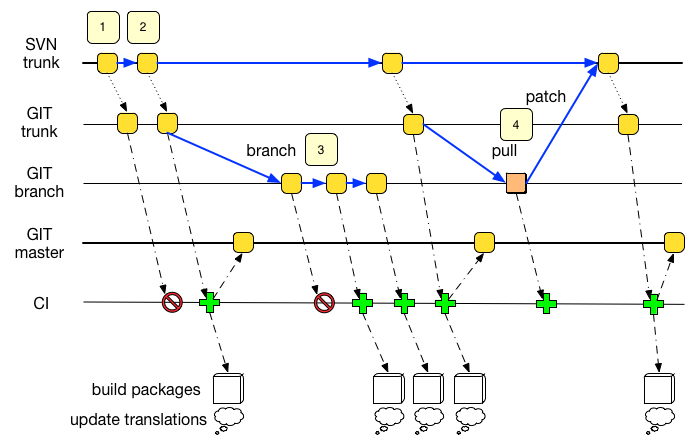 1
2
SVN
trunk
GIT
trunk
patch
4
branch
3
pull
GIT
branch
GIT
master
CI
build packages
update translations